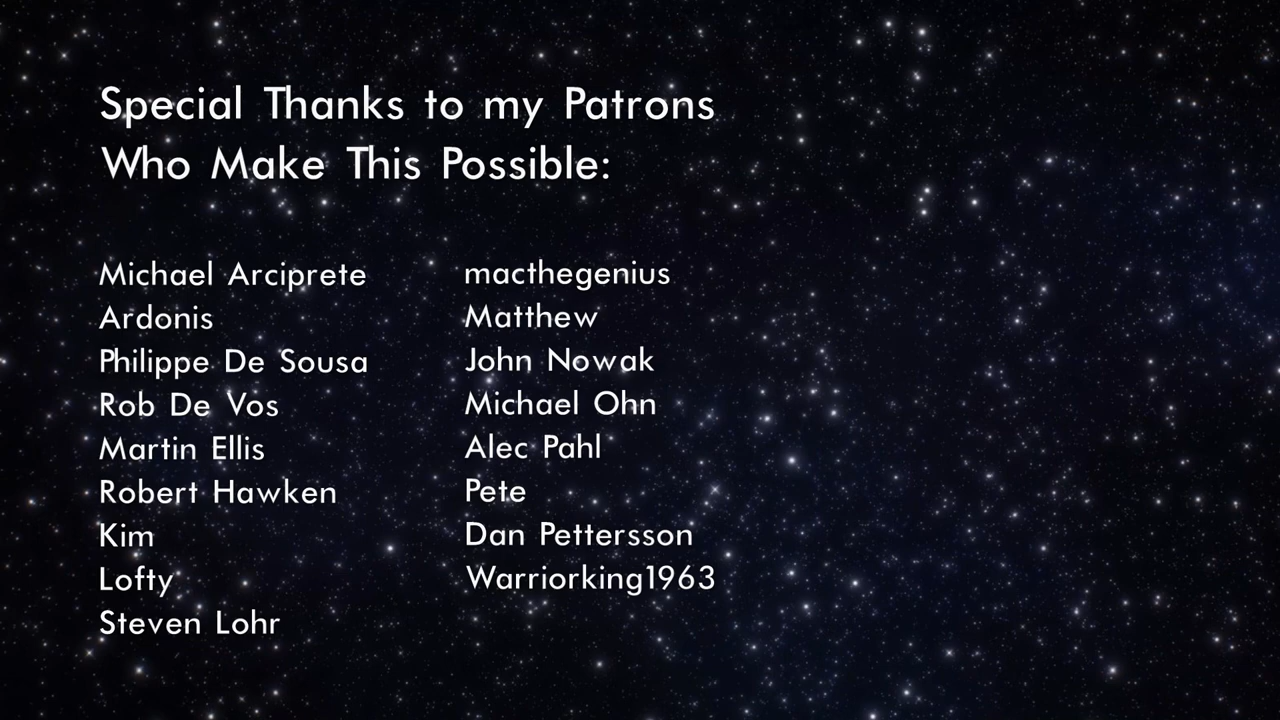 Special Thanks to my Patrons
Who Make This Possible:
Michael Arciprete
Ardonis
Philippe De Sousa
Rob De Vos
Martin Ellis
Robert Hawken
Kim
Lofty
Steven Lohr
macthegenius
Matthew
John Nowak
Michael Ohn
Alec Pahl
Pete
Dan Pettersson
Warriorking1963